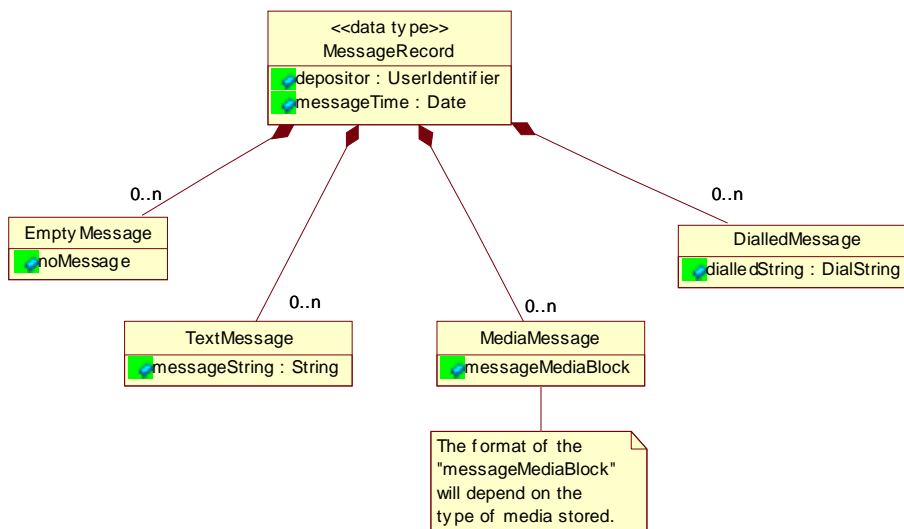 <<data type>>
MessageRecord
depositor : UserIdentifier
messageTime : Date
0..n
0..n
EmptyMessage
noMessage
DialledMessage
dialledString : DialString
0..n
0..n
TextMessage
messageString : String
MediaMessage
messageMediaBlock
The format of the
"messageMediaBlock"
will depend on the
type of media stored.